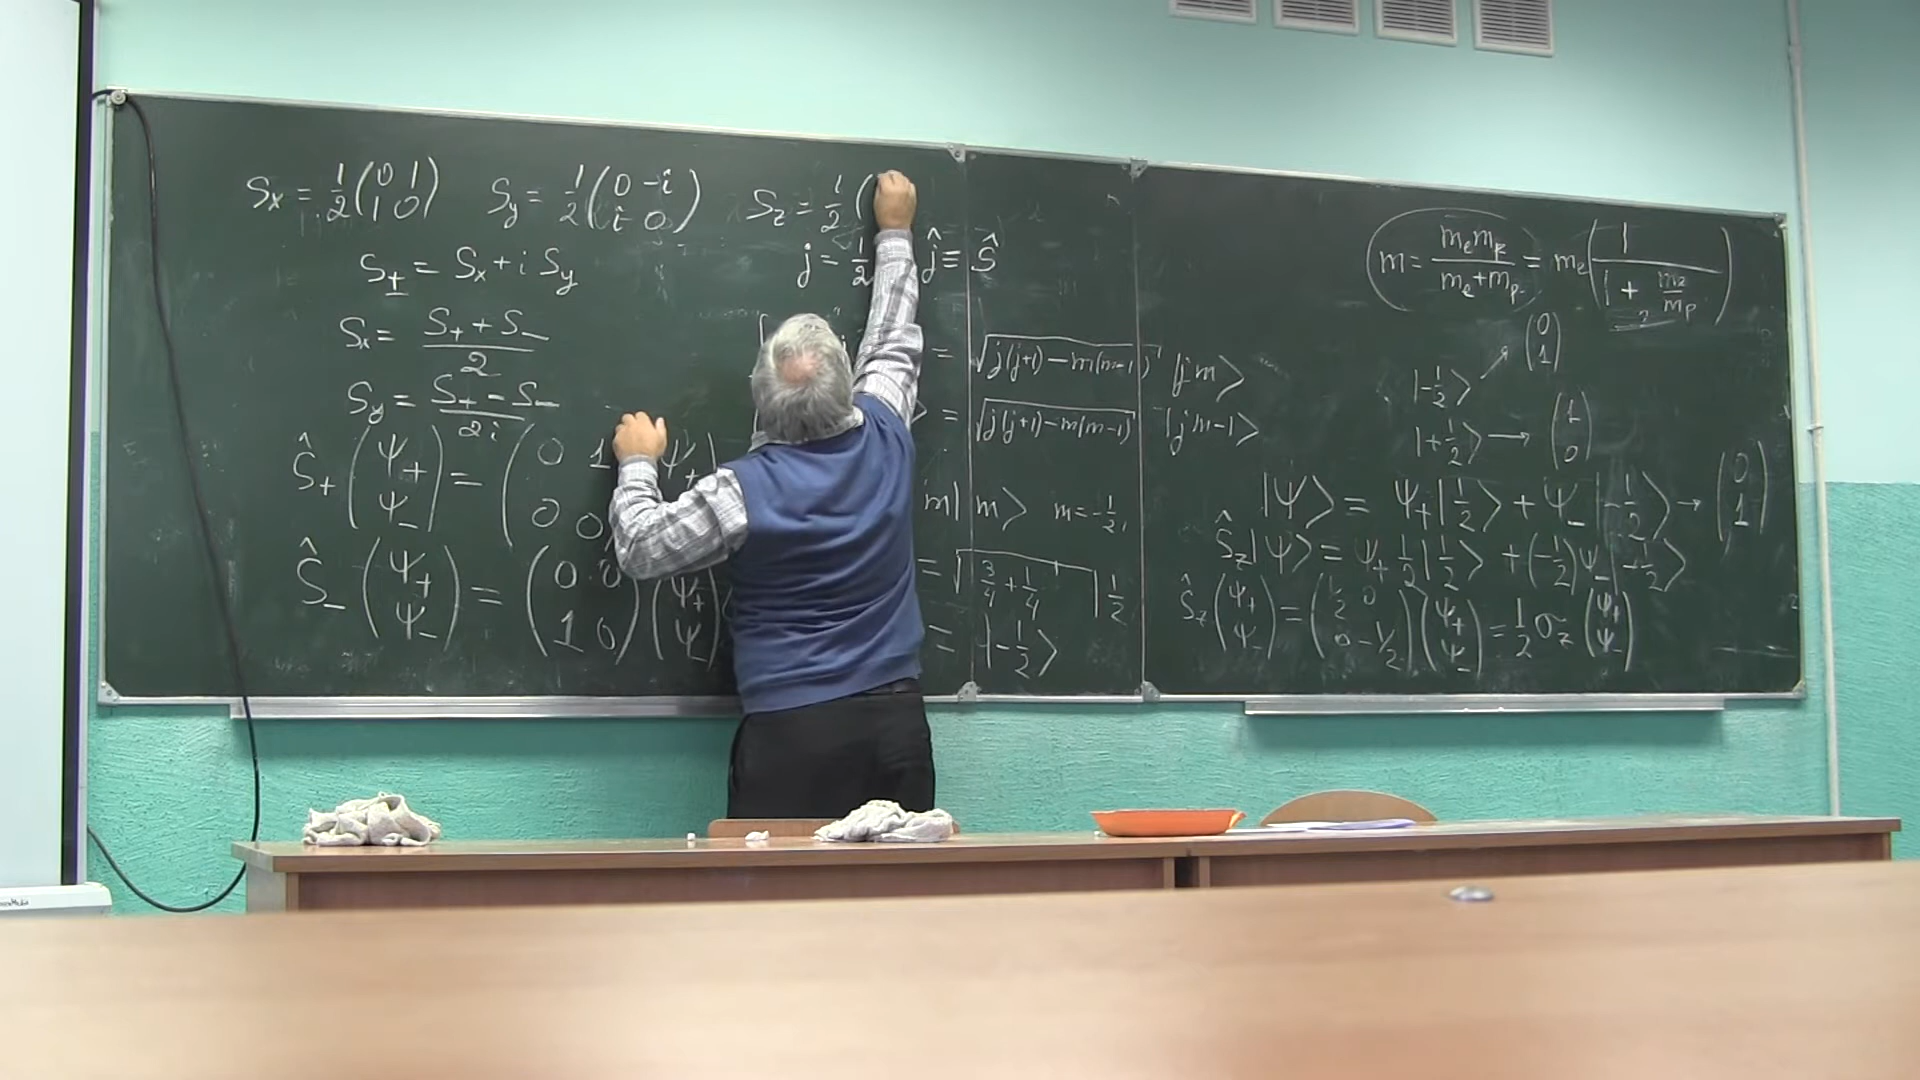 Sx = 1/2 (0 1 / 1 0) Sy = 1/2 (0 -i / i 0) Sz = 1/2 (
S± = Sx + i Sy
j = 1/2 ĵ ≡ Ŝ
Sx = (S+ + S-)/2
Sy = (S+ - S-)/2i
Ŝ+ (Ψ+ / Ψ-) = (0 1 / 0 0 Ψ+
Ŝ- (Ψ+ / Ψ-) = (0 0 / 1 0) (Ψ+ / Ψ-
= √(j(j+1) - m(m-1)) |j m>
> = √(j(j+1) - m(m-1)) |j m-1>
m| m> m = -1/2,
= √(3/4 + 1/4) |1/2
= |-1/2>
m = (me mp)/(me + mp) = me (1/(1 + me/mp))
|-1/2> → (0 / 1)
|+1/2> → (1 / 0)
|Ψ> = Ψ+ |1/2> + Ψ- |-1/2> → (0 / 1)
Ŝz|Ψ> = Ψ+ 1/2 |1/2> + (-1/2) Ψ- |-1/2>
Ŝz (Ψ+ / Ψ-) = (1/2 0 / 0 -1/2) (Ψ+ / Ψ-) = 1/2 σz (Ψ+ / Ψ-)